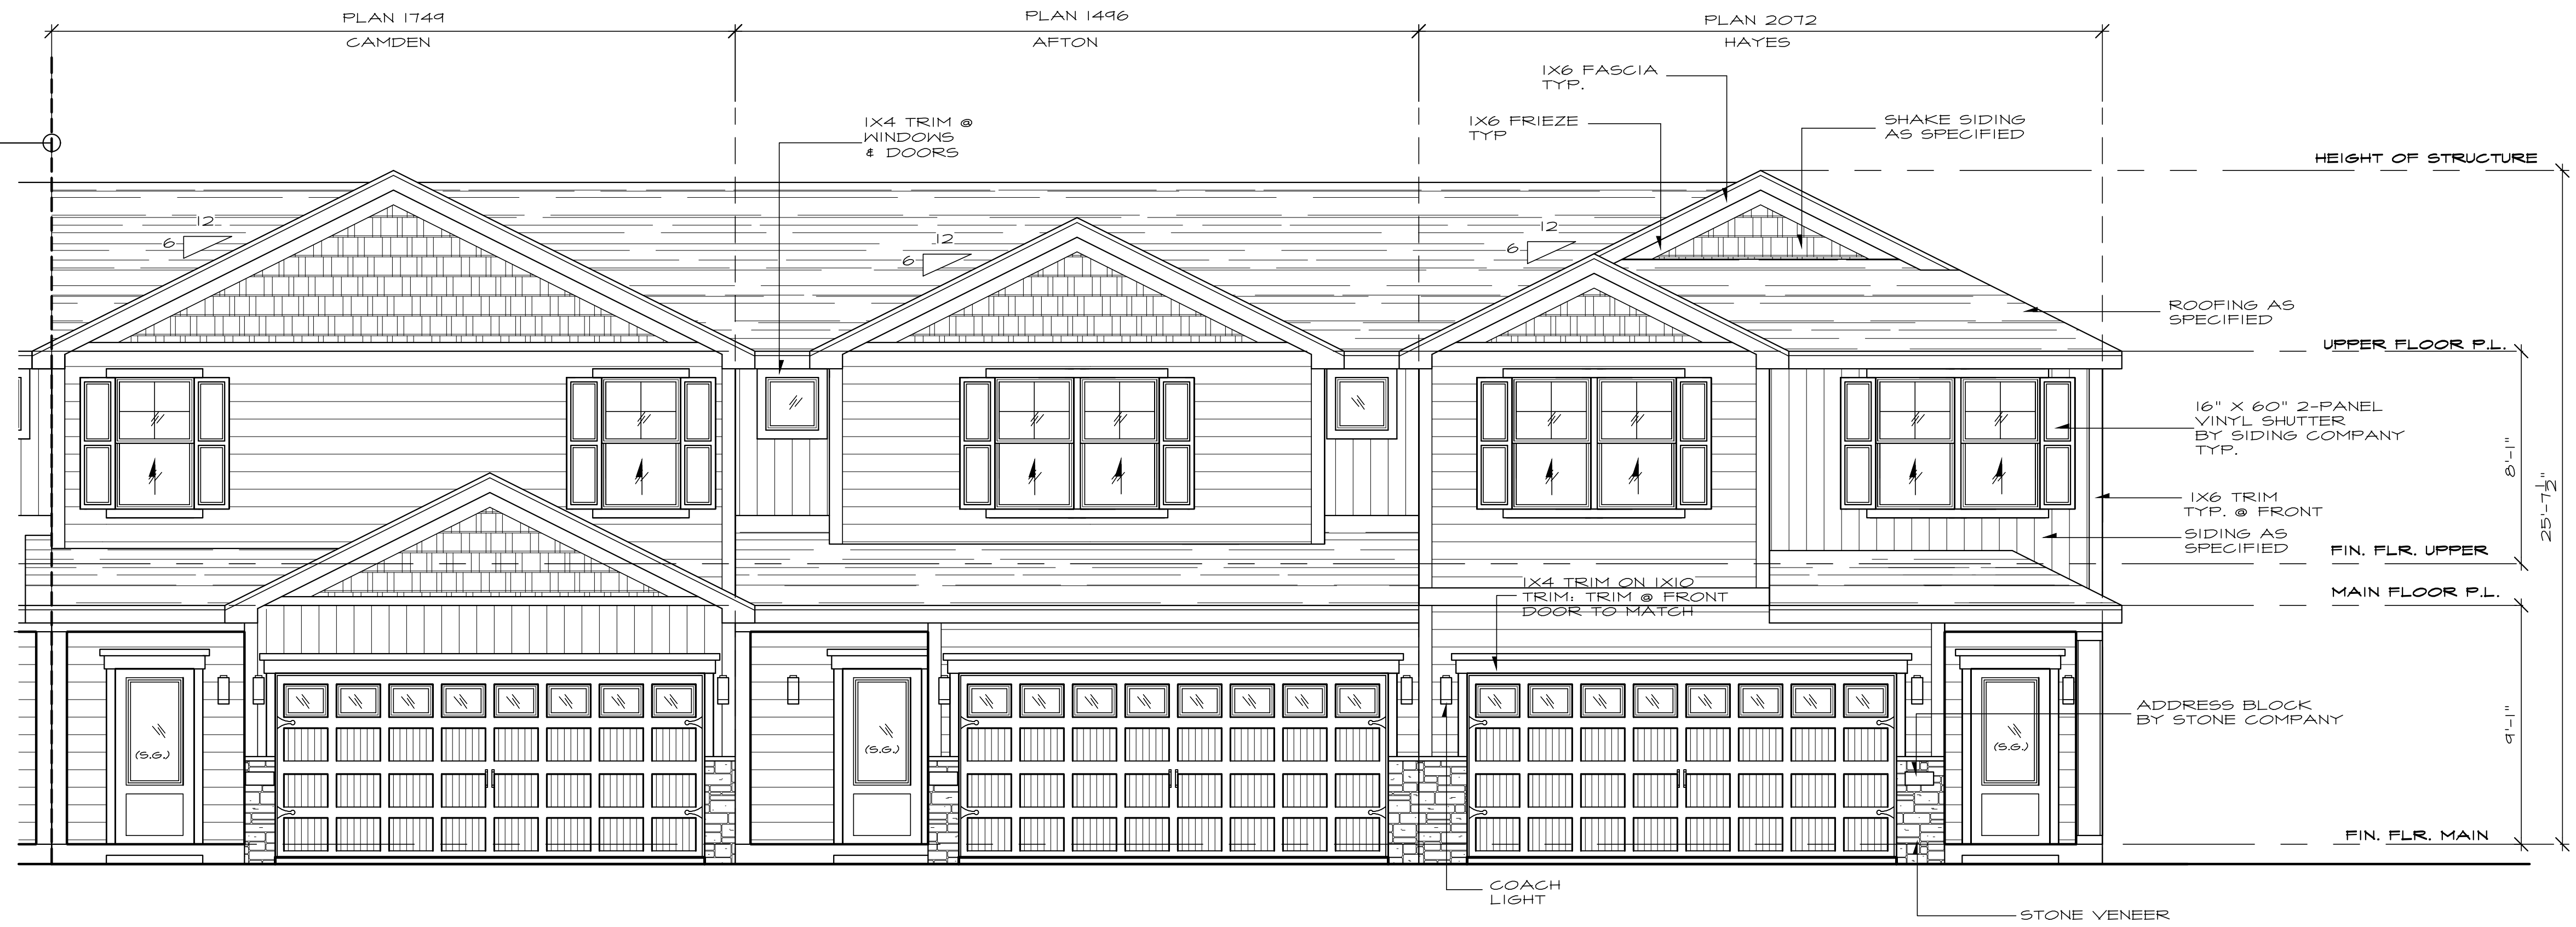 PLAN 1749
CAMDEN
PLAN 1496
AFTON
PLAN 2072
HAYES
1X6 FASCIA
TYP.
1X4 TRIM @
WINDOWS
& DOORS
1X6 FRIEZE
TYP
SHAKE SIDING
AS SPECIFIED
HEIGHT OF STRUCTURE
12
6
12
6
12
6
ROOFING AS
SPECIFIED
UPPER FLOOR P.L.
16" X 60" 2-PANEL
VINYL SHUTTER
BY SIDING COMPANY
TYP.
8'-1"
25'-7 1/2"
1X6 TRIM
TYP. @ FRONT
SIDING AS
SPECIFIED
FIN. FLR. UPPER
1X4 TRIM ON 1X10
TRIM: TRIM @ FRONT
DOOR TO MATCH
MAIN FLOOR P.L.
ADDRESS BLOCK
BY STONE COMPANY
9'-1"
(S.G.)
(S.G.)
(S.G.)
FIN. FLR. MAIN
COACH
LIGHT
STONE VENEER